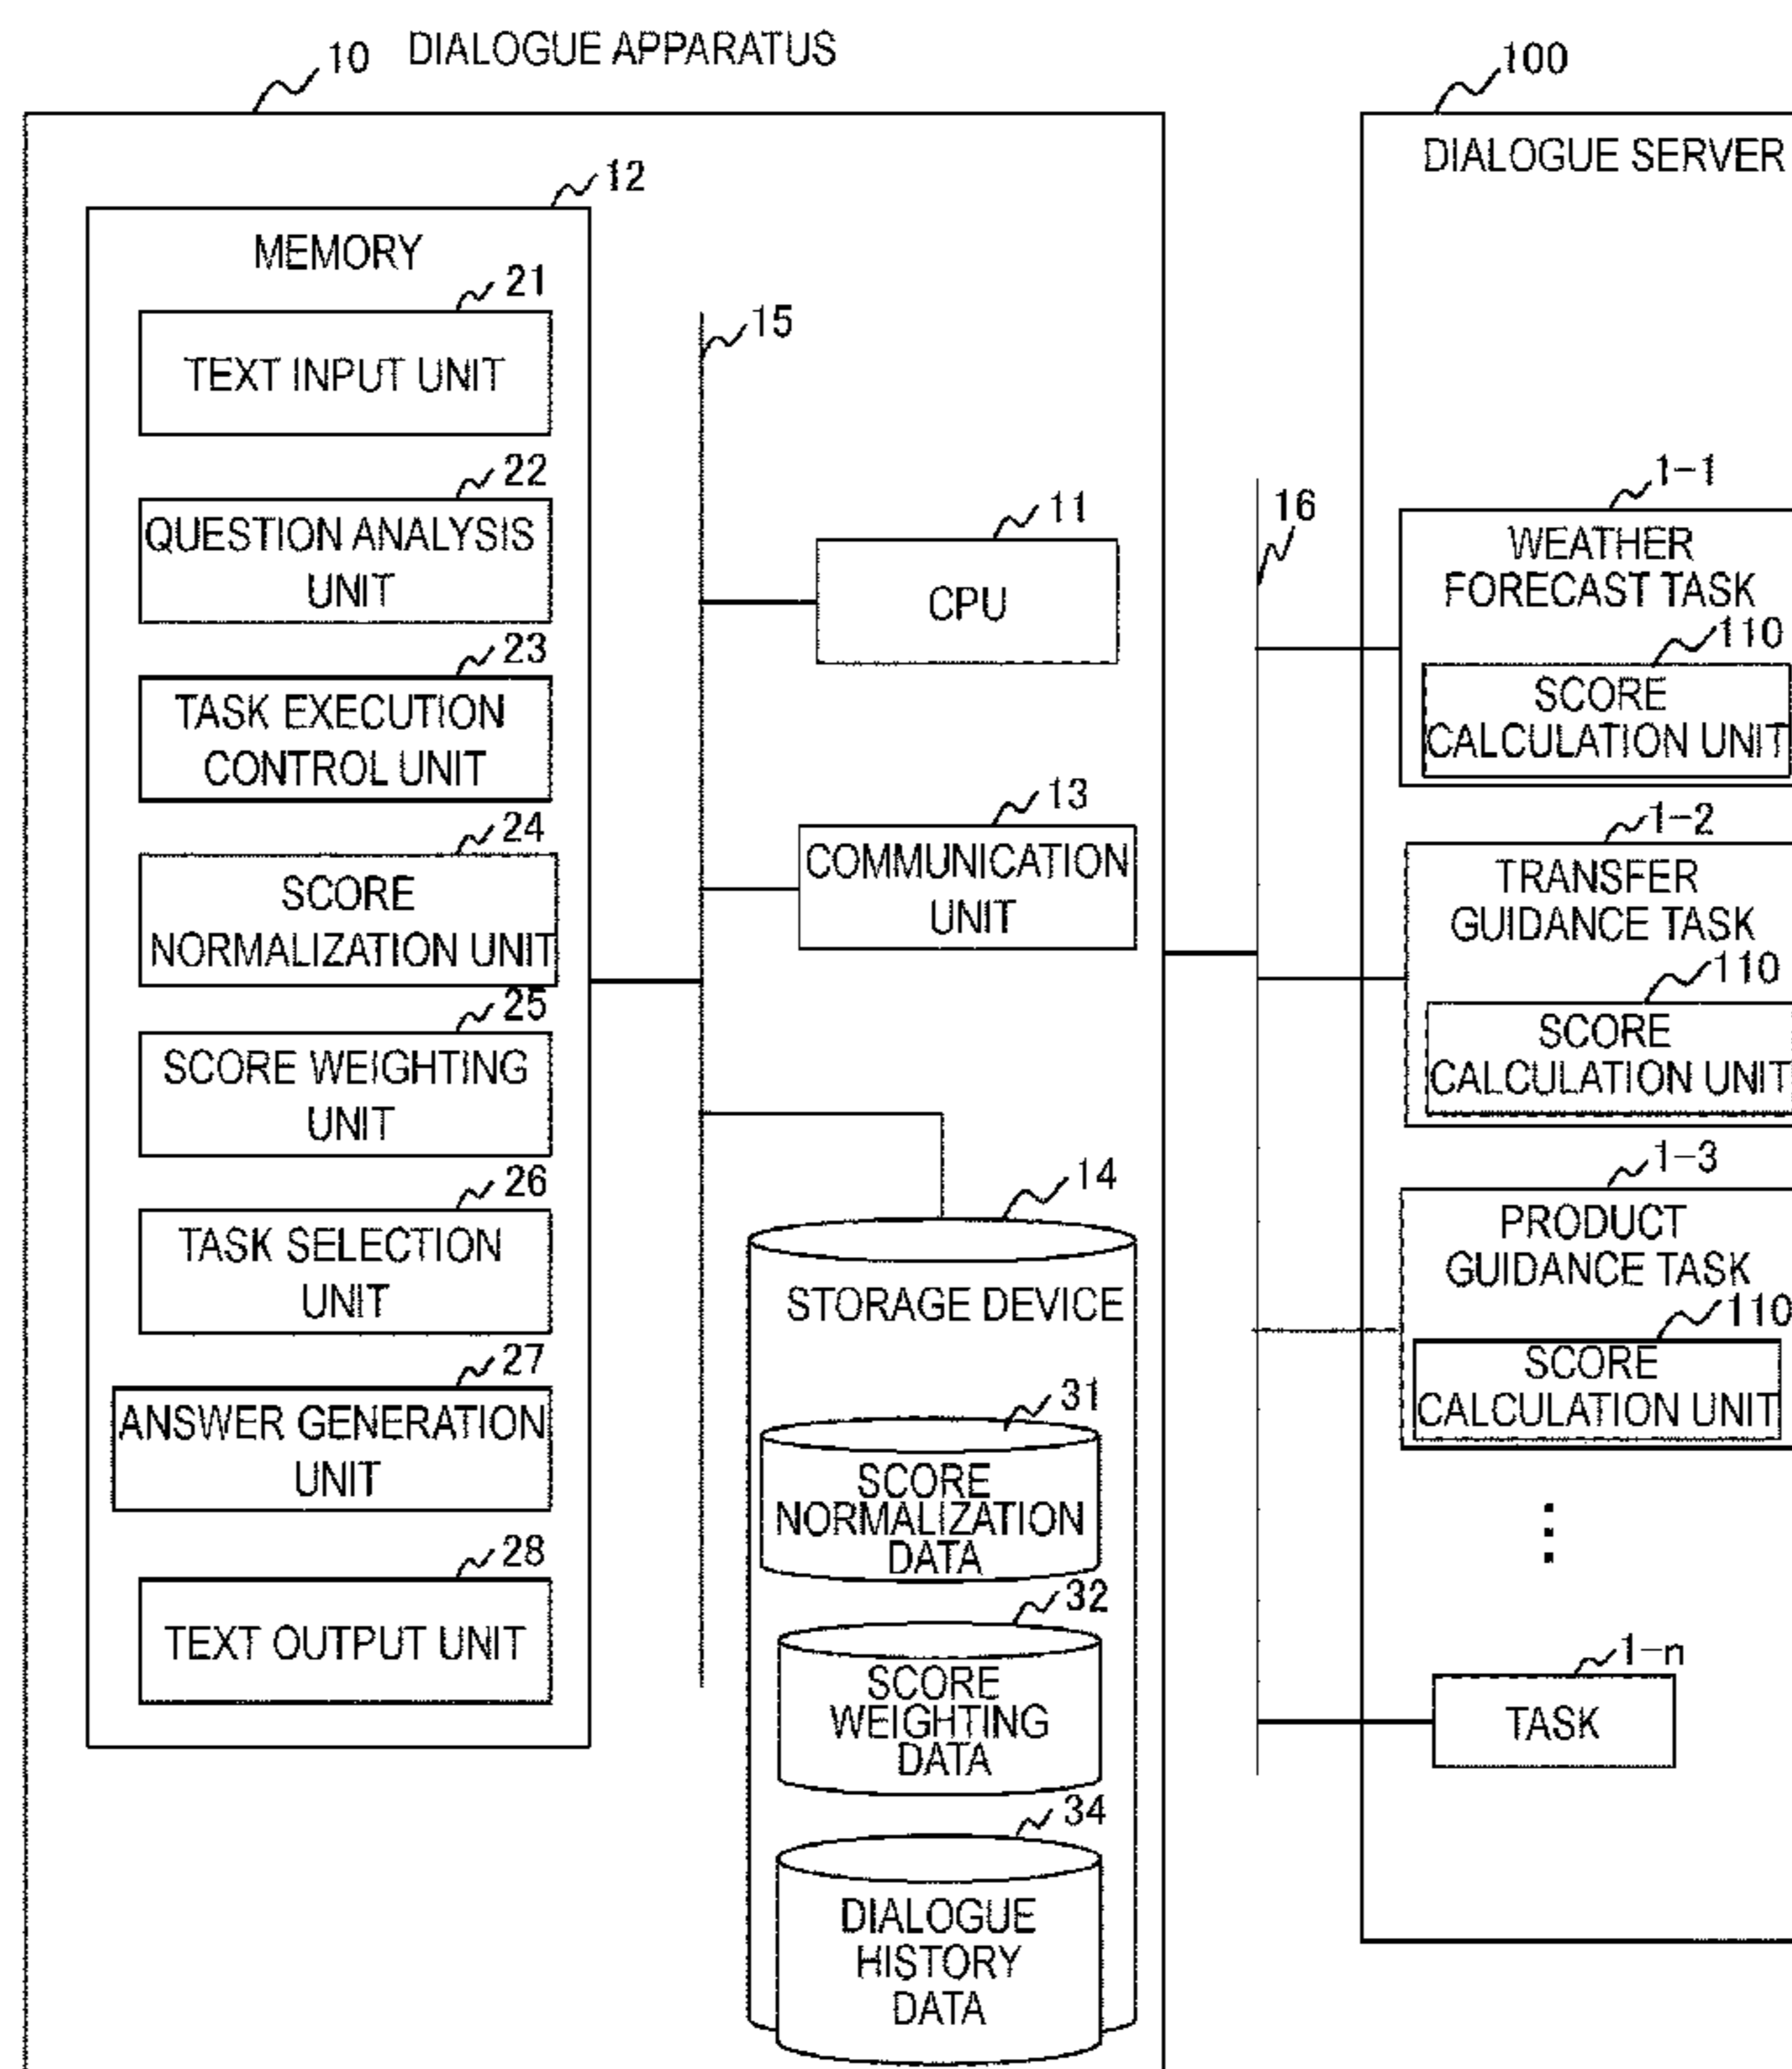 10 DIALOGUE APPARATUS
12
MEMORY
21
TEXT INPUT UNIT
22
QUESTION ANALYSIS
UNIT
23
TASK EXECUTION
CONTROL UNIT
24
SCORE
NORMALIZATION UNIT
25
SCORE WEIGHTING
UNIT
26
TASK SELECTION
UNIT
27
ANSWER GENERATION
UNIT
28
TEXT OUTPUT UNIT
15
11
CPU
13
COMMUNICATION
UNIT
14
STORAGE DEVICE
31
SCORE
NORMALIZATION
DATA
32
SCORE
WEIGHTING
DATA
34
DIALOGUE
HISTORY
DATA
16
100
DIALOGUE SERVER
1-1
WEATHER
FORECAST TASK
110
SCORE
CALCULATION UNIT
1-2
TRANSFER
GUIDANCE TASK
110
SCORE
CALCULATION UNIT
1-3
PRODUCT
GUIDANCE TASK
110
SCORE
CALCULATION UNIT
1-n
TASK